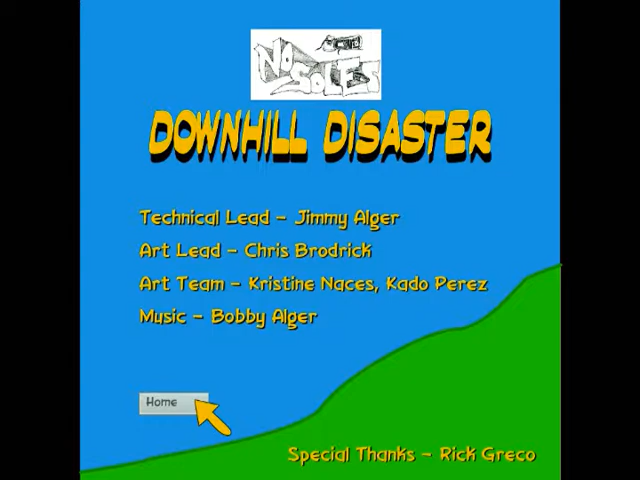 NO
SOLES
DOWNHILL DISASTER
Technical Lead - Jimmy Alger
Art Lead - Chris Brodrick
Art Team - Kristine Naces, Kado Perez
Music - Bobby Alger
Home
Special Thanks - Rick Greco